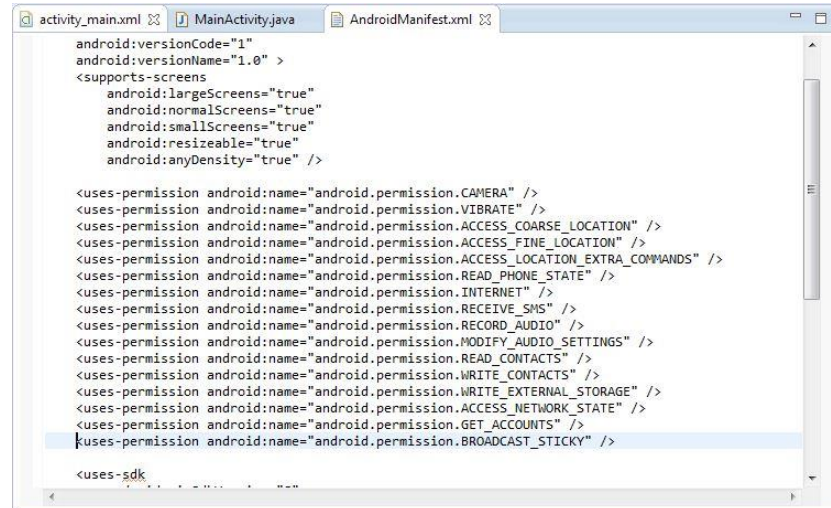 activity_main.xml MainActivity.java AndroidManifest.xml
android:versionCode="1"
android:versionName="1.0" >
<supports-screens
android:largeScreens="true"
android:normalScreens="true"
android:smallScreens="true"
android:resizeable="true"
android:anyDensity="true" />
<uses-permission android:name="android.permission.CAMERA" />
<uses-permission android:name="android.permission.VIBRATE" />
<uses-permission android:name="android.permission.ACCESS_COARSE_LOCATION" />
<uses-permission android:name="android.permission.ACCESS_FINE_LOCATION" />
<uses-permission android:name="android.permission.ACCESS_LOCATION_EXTRA_COMMANDS" />
<uses-permission android:name="android.permission.READ_PHONE_STATE" />
<uses-permission android:name="android.permission.INTERNET" />
<uses-permission android:name="android.permission.RECEIVE_SMS" />
<uses-permission android:name="android.permission.RECORD_AUDIO" />
<uses-permission android:name="android.permission.MODIFY_AUDIO_SETTINGS" />
<uses-permission android:name="android.permission.READ_CONTACTS" />
<uses-permission android:name="android.permission.WRITE_CONTACTS" />
<uses-permission android:name="android.permission.WRITE_EXTERNAL_STORAGE" />
<uses-permission android:name="android.permission.ACCESS_NETWORK_STATE" />
<uses-permission android:name="android.permission.GET_ACCOUNTS" />
<uses-permission android:name="android.permission.BROADCAST_STICKY" />
<uses-sdk